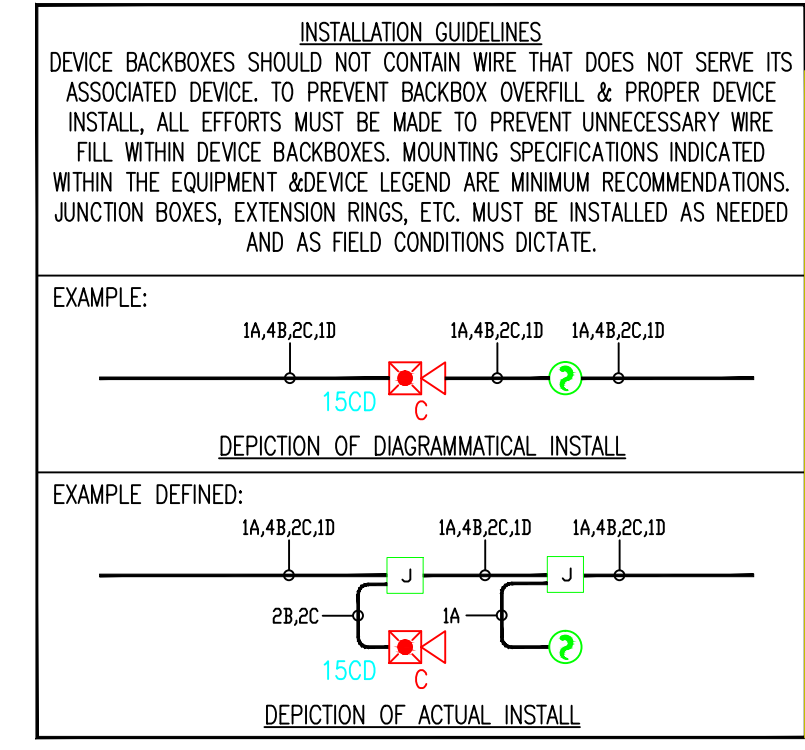 INSTALLATION GUIDELINES
DEVICE BACKBOXES SHOULD NOT CONTAIN WIRE THAT DOES NOT SERVE ITS
ASSOCIATED DEVICE. TO PREVENT BACKBOX OVERFILL & PROPER DEVICE
INSTALL, ALL EFFORTS MUST BE MADE TO PREVENT UNNECESSARY WIRE
FILL WITHIN DEVICE BACKBOXES. MOUNTING SPECIFICATIONS INDICATED
WITHIN THE EQUIPMENT &DEVICE LEGEND ARE MINIMUM RECOMMENDATIONS.
JUNCTION BOXES, EXTENSION RINGS, ETC. MUST BE INSTALLED AS NEEDED
AND AS FIELD CONDITIONS DICTATE.
EXAMPLE:
1A,4B,2C,1D 1A,4B,2C,1D 1A,4B,2C,1D
15CD C
DEPICTION OF DIAGRAMMATICAL INSTALL
EXAMPLE DEFINED:
1A,4B,2C,1D 1A,4B,2C,1D 1A,4B,2C,1D
J J
2B,2C 1A
15CD C
DEPICTION OF ACTUAL INSTALL